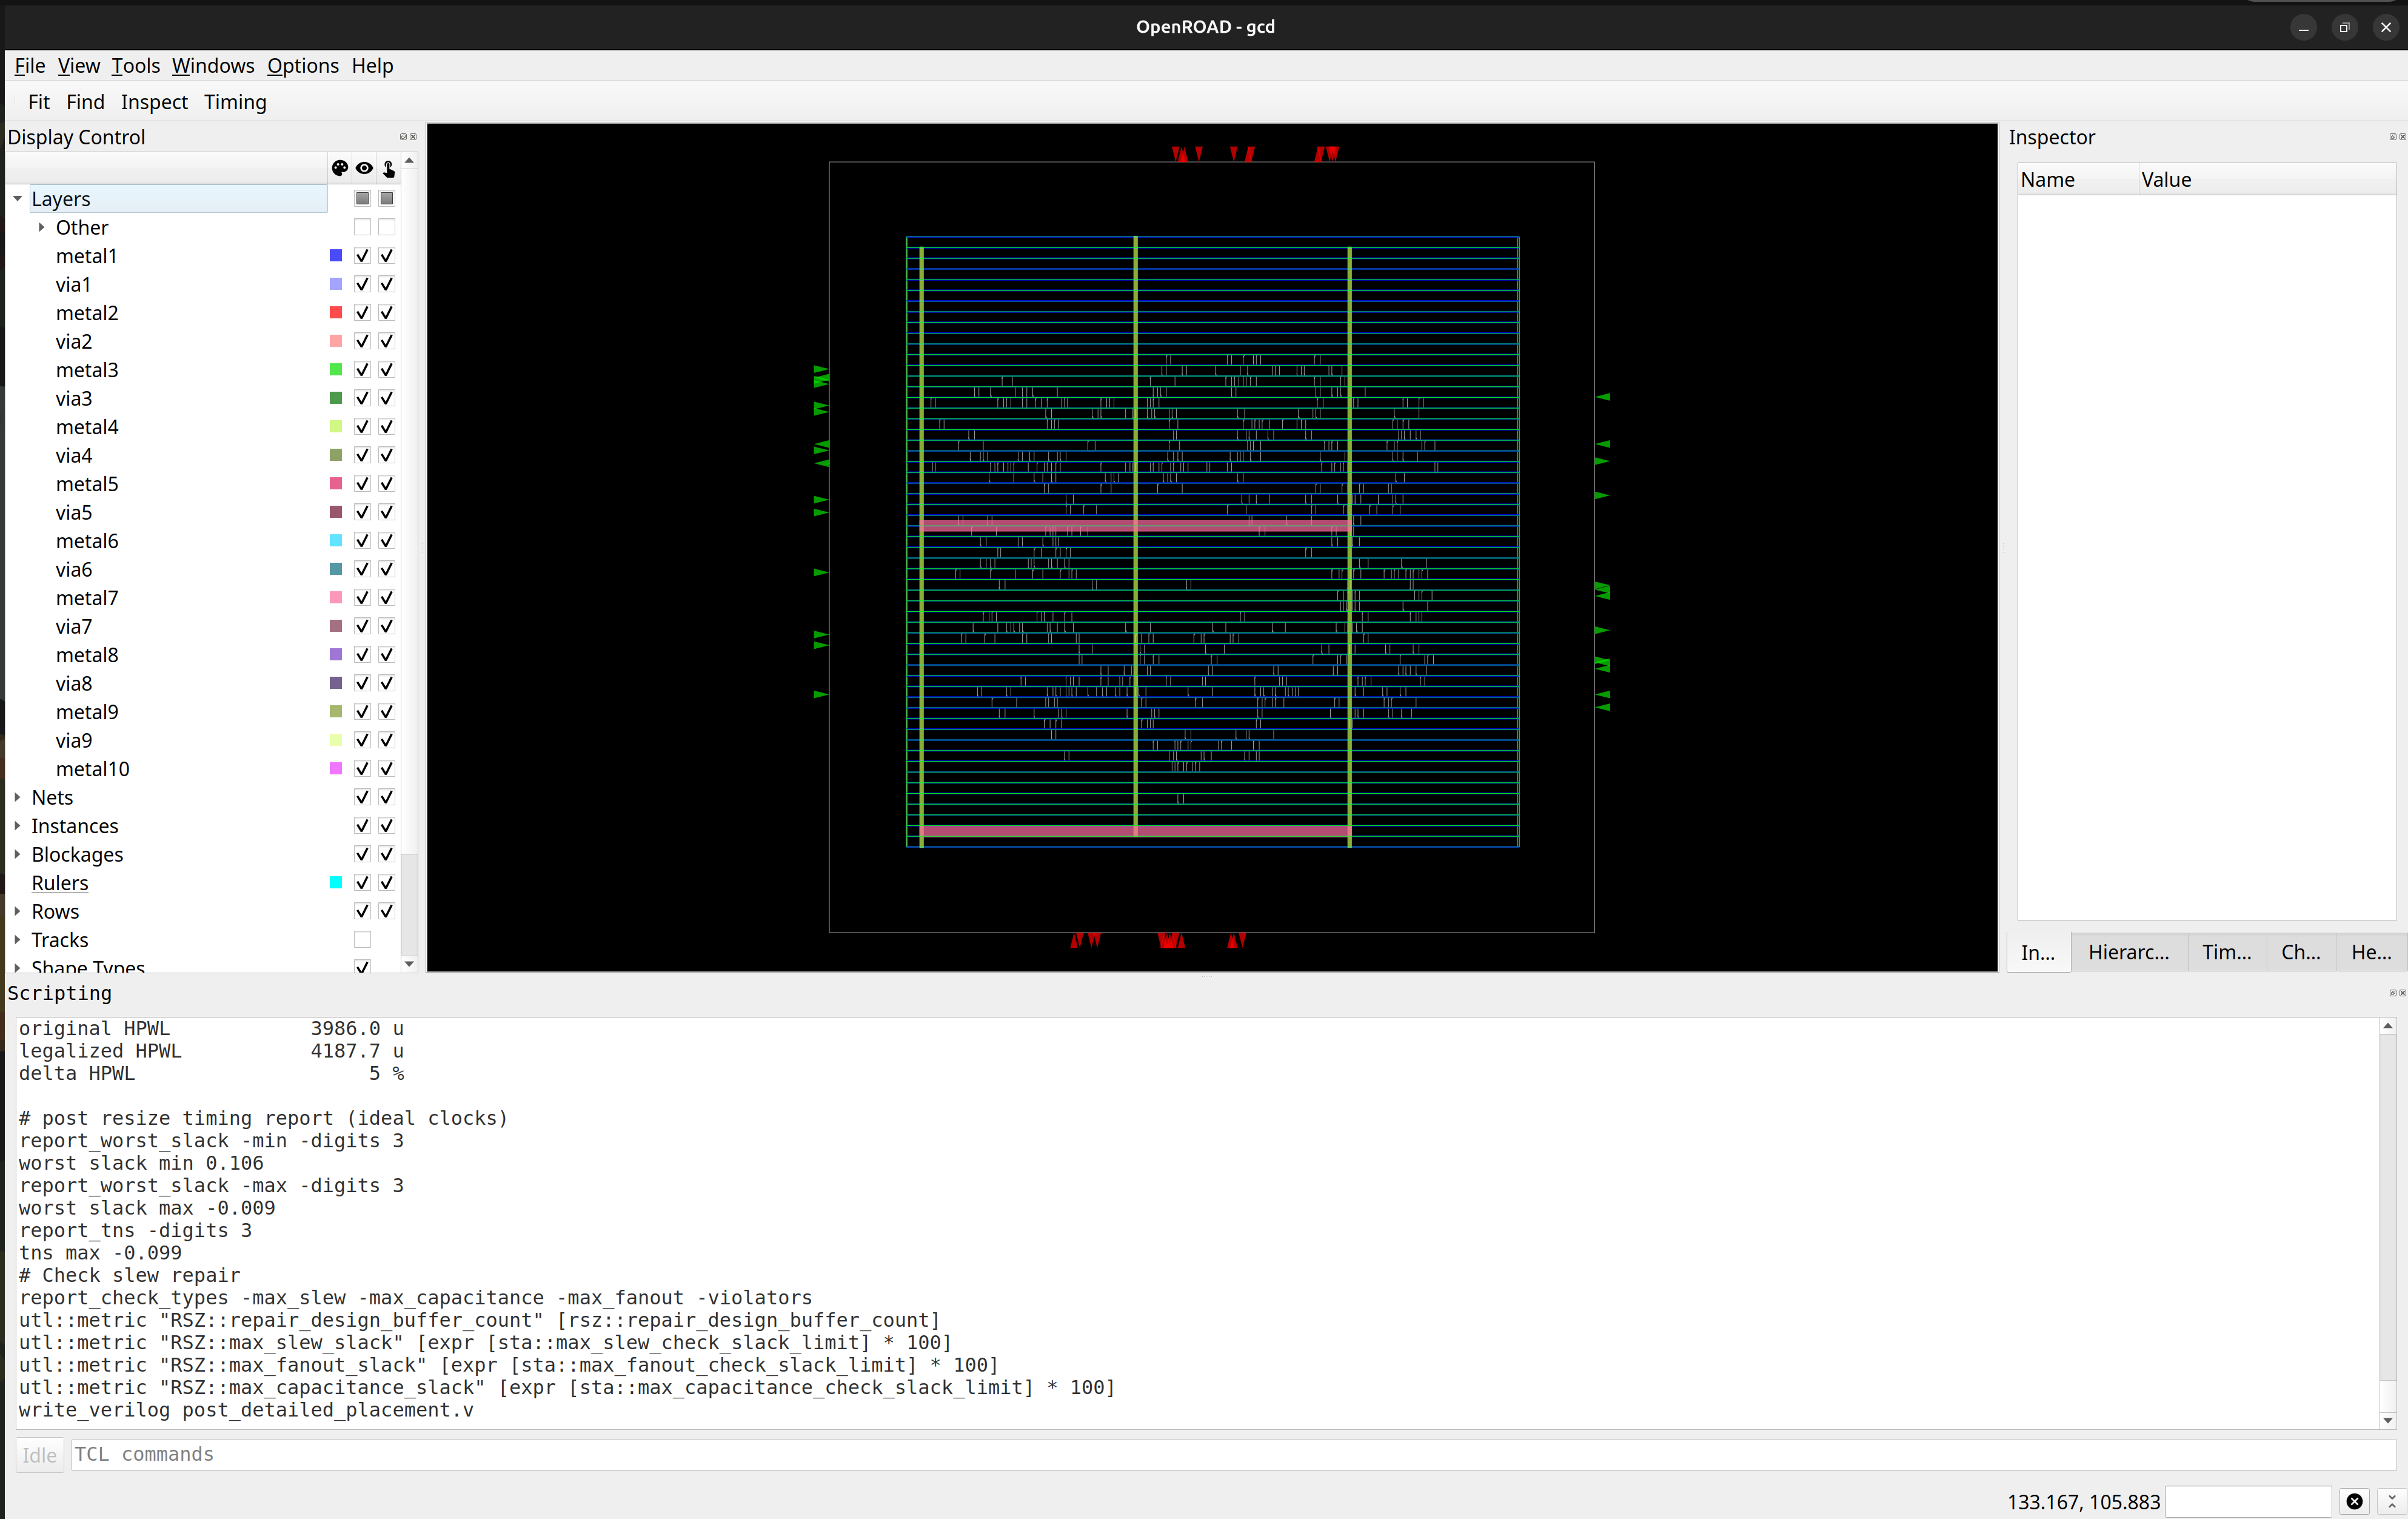 OpenROAD - gcd
File View Tools Windows Options Help
Fit Find Inspect Timing
Display Control
Layers
Other
metal1
via1
metal2
via2
metal3
via3
metal4
via4
metal5
via5
metal6
via6
metal7
via7
metal8
via8
metal9
via9
metal10
Nets
Instances
Blockages
Rulers
Rows
Tracks
Shape Types
Inspector
Name Value
In... Hierarc... Tim... Ch... He...
Scripting
original HPWL 3986.0 u
legalized HPWL 4187.7 u
delta HPWL 5 %
# post resize timing report (ideal clocks)
report_worst_slack -min -digits 3
worst slack min 0.106
report_worst_slack -max -digits 3
worst slack max -0.009
report_tns -digits 3
tns max -0.099
# Check slew repair
report_check_types -max_slew -max_capacitance -max_fanout -violators
utl::metric "RSZ::repair_design_buffer_count" [rsz::repair_design_buffer_count]
utl::metric "RSZ::max_slew_slack" [expr [sta::max_slew_check_slack_limit] * 100]
utl::metric "RSZ::max_fanout_slack" [expr [sta::max_fanout_check_slack_limit] * 100]
utl::metric "RSZ::max_capacitance_slack" [expr [sta::max_capacitance_check_slack_limit] * 100]
write_verilog post_detailed_placement.v
Idle TCL commands
133.167, 105.883